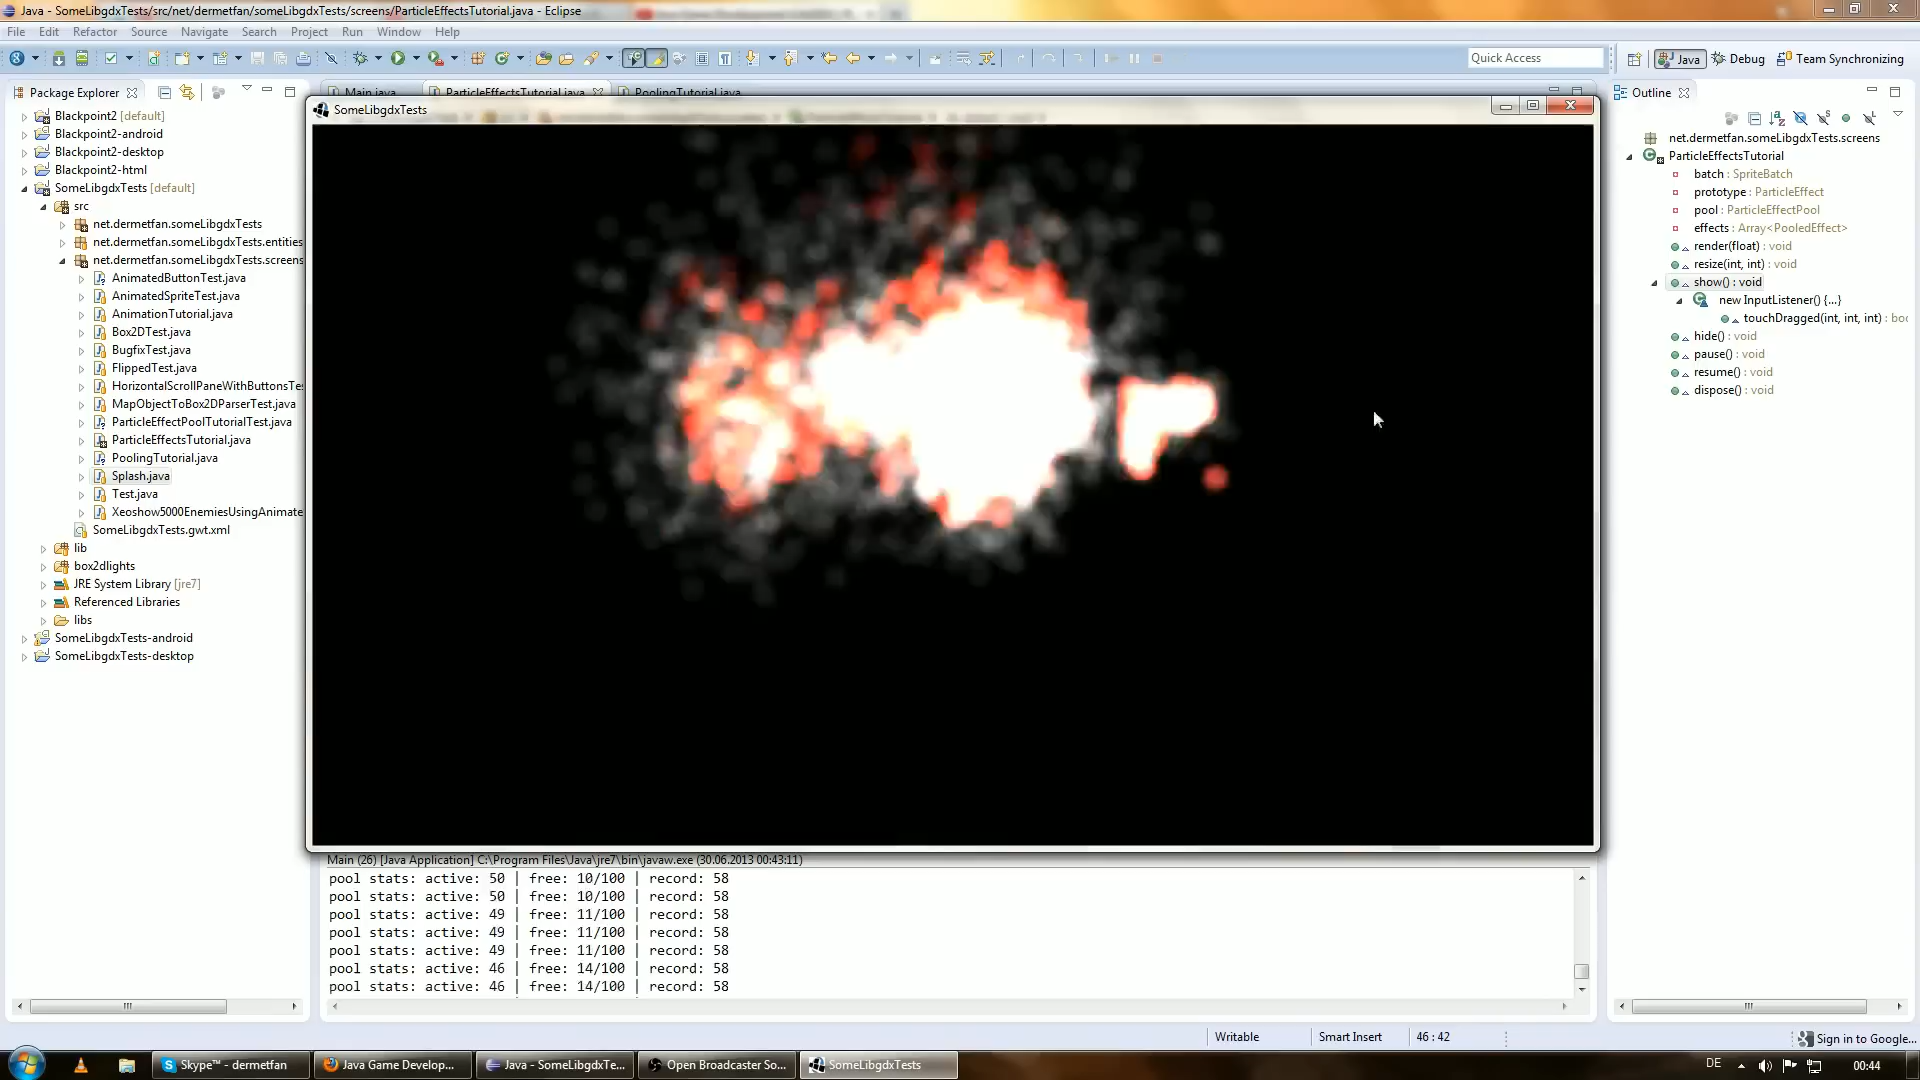 Java - SomeLibgdxTests/src/net/dermetfan/someLibgdxTests/screens/ParticleEffectsTutorial.java - Eclipse
File Edit Refactor Source Navigate Search Project Run Window Help
Quick Access
Java Debug Team Synchronizing
Package Explorer
Main.java ParticleEffectsTutorial.java PoolingTutorial.java
Outline
SomeLibgdxTests
Blackpoint2 [default]
Blackpoint2-android
Blackpoint2-desktop
Blackpoint2-html
SomeLibgdxTests [default]
src
net.dermetfan.someLibgdxTests
net.dermetfan.someLibgdxTests.entities
net.dermetfan.someLibgdxTests.screens
AnimatedButtonTest.java
AnimatedSpriteTest.java
AnimationTutorial.java
Box2DTest.java
BugfixTest.java
FlippedTest.java
HorizontalScrollPaneWithButtonsTes
MapObjectToBox2DParserTest.java
ParticleEffectPoolTutorialTest.java
ParticleEffectsTutorial.java
PoolingTutorial.java
Splash.java
Test.java
Xeoshow5000EnemiesUsingAnimate
SomeLibgdxTests.gwt.xml
lib
box2dlights
JRE System Library [jre7]
Referenced Libraries
libs
SomeLibgdxTests-android
SomeLibgdxTests-desktop
net.dermetfan.someLibgdxTests.screens
ParticleEffectsTutorial
batch : SpriteBatch
prototype : ParticleEffect
pool : ParticleEffectPool
effects : Array<PooledEffect>
render(float) : void
resize(int, int) : void
show() : void
new InputListener() {...}
touchDragged(int, int, int) : boo
hide() : void
pause() : void
resume() : void
dispose() : void
Main (26) [Java Application] C:\Program Files\Java\jre7\bin\javaw.exe (30.06.2013 00:43:11)
pool stats: active: 50 | free: 10/100 | record: 58
pool stats: active: 50 | free: 10/100 | record: 58
pool stats: active: 49 | free: 11/100 | record: 58
pool stats: active: 49 | free: 11/100 | record: 58
pool stats: active: 49 | free: 11/100 | record: 58
pool stats: active: 46 | free: 14/100 | record: 58
pool stats: active: 46 | free: 14/100 | record: 58
Writable Smart Insert 46 : 42
Sign in to Google...
Skype™ - dermetfan
Java Game Develop...
Java - SomeLibgdxTe...
Open Broadcaster So...
SomeLibgdxTests
DE
00:44